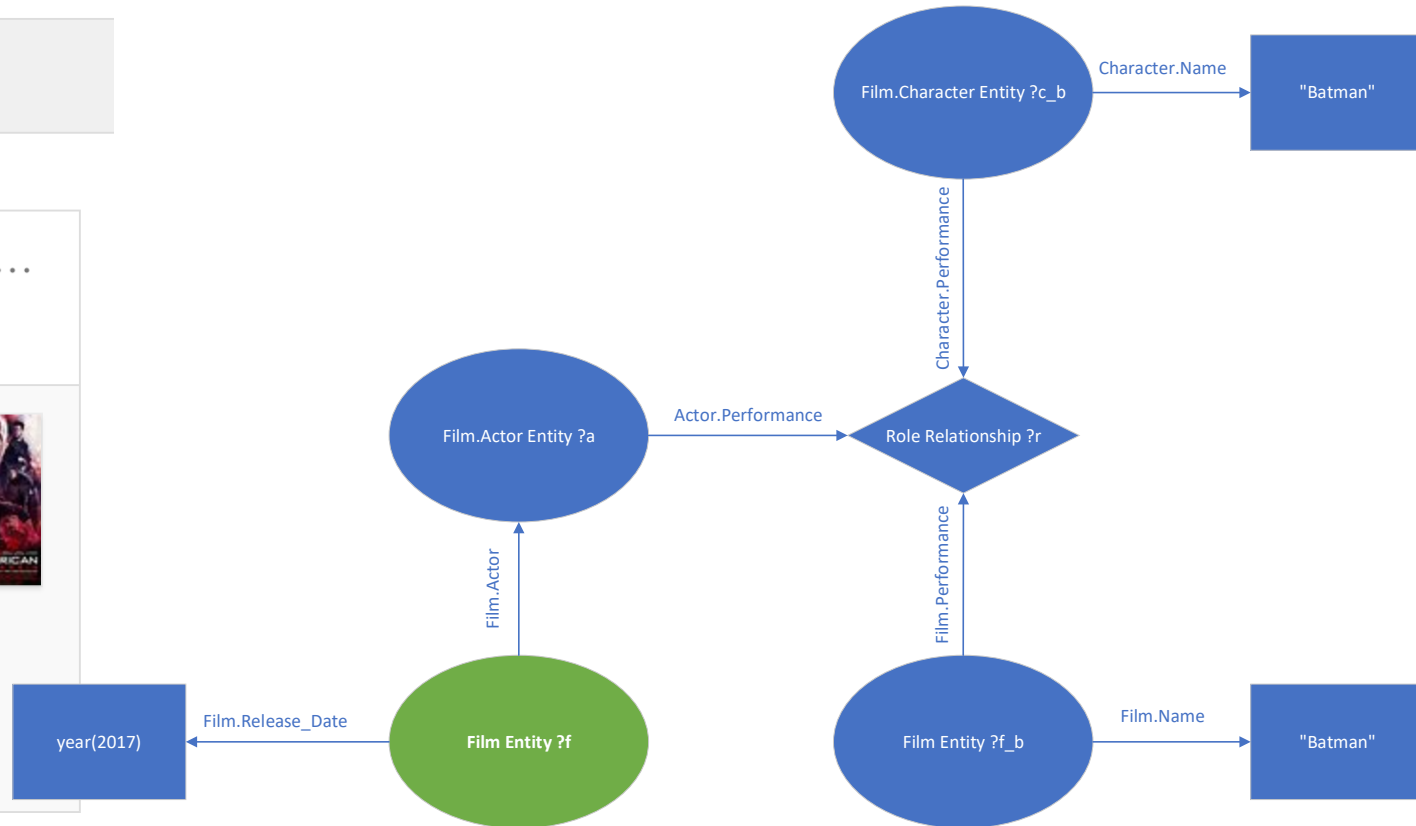 Film.Character Entity ?c_b
Character.Name
"Batman"
Character.Performance
Film.Actor Entity ?a
Actor.Performance
Role Relationship ?r
Film.Actor
Film.Performance
year(2017)
Film.Release_Date
Film Entity ?f
Film Entity ?f_b
Film.Name
"Batman"